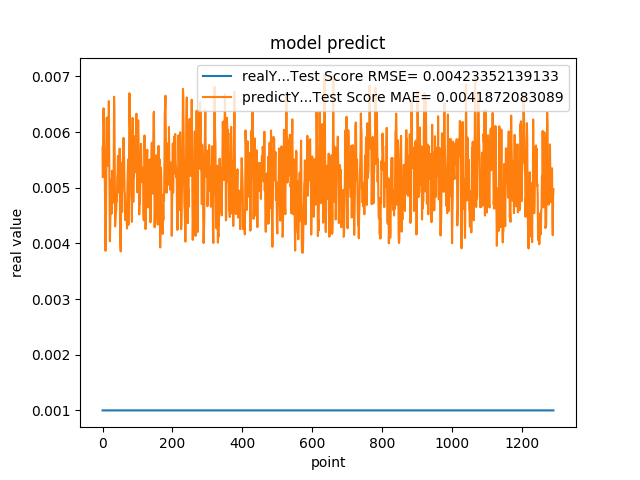 model predict
realY...Test Score RMSE= 0.00423352139133
predictY...Test Score MAE= 0.0041872083089
0.007
0.006
0.005
0.004
0.003
0.002
0.001
real value
0 200 400 600 800 1000 1200
point